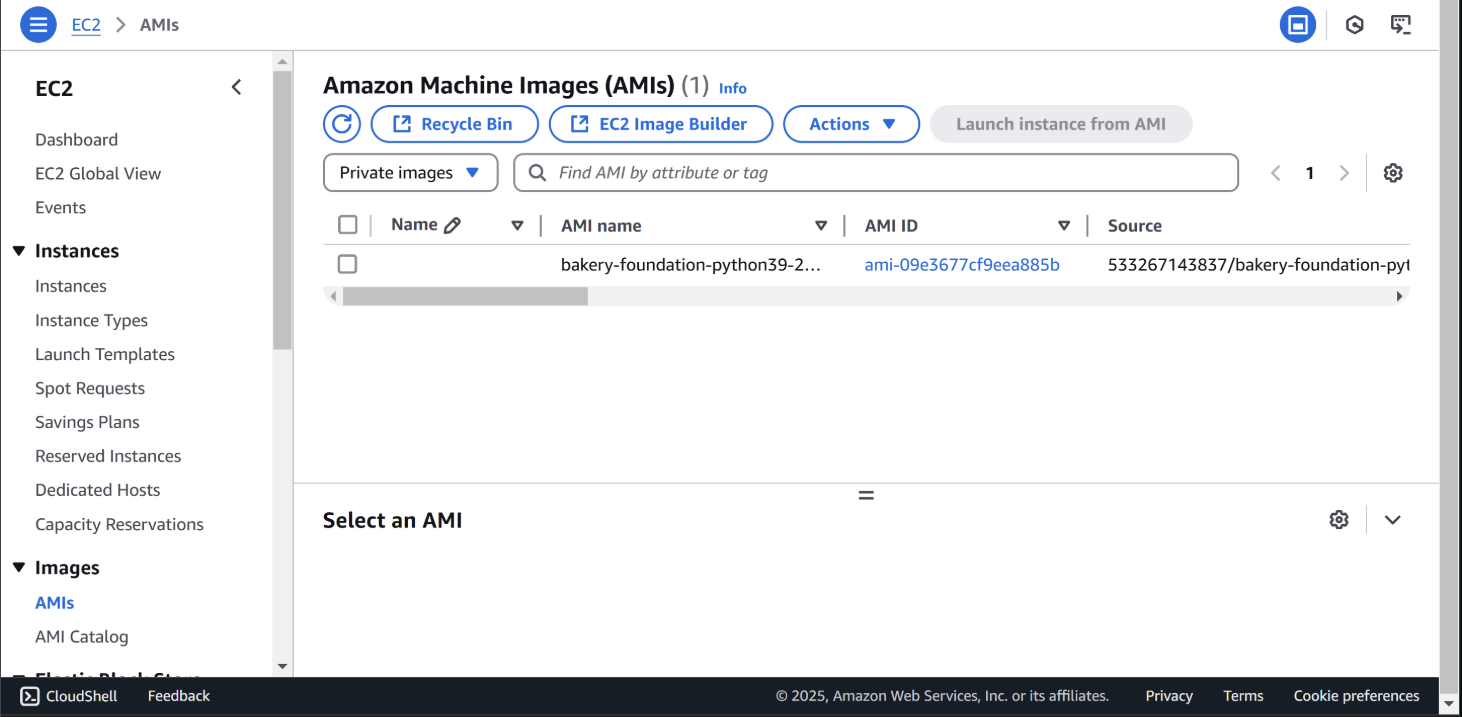 EC2 > AMIs
EC2
Dashboard
EC2 Global View
Events
Instances
Instances
Instance Types
Launch Templates
Spot Requests
Savings Plans
Reserved Instances
Dedicated Hosts
Capacity Reservations
Images
AMIs
AMI Catalog
Elastic Block Store
Amazon Machine Images (AMIs) (1) Info
Recycle Bin EC2 Image Builder Actions Launch instance from AMI
Private images Find AMI by attribute or tag 1
Name AMI name AMI ID Source
bakery-foundation-python39-2... ami-09e3677cf9eea885b 533267143837/bakery-foundation-pyt
Select an AMI
CloudShell Feedback © 2025, Amazon Web Services, Inc. or its affiliates. Privacy Terms Cookie preferences